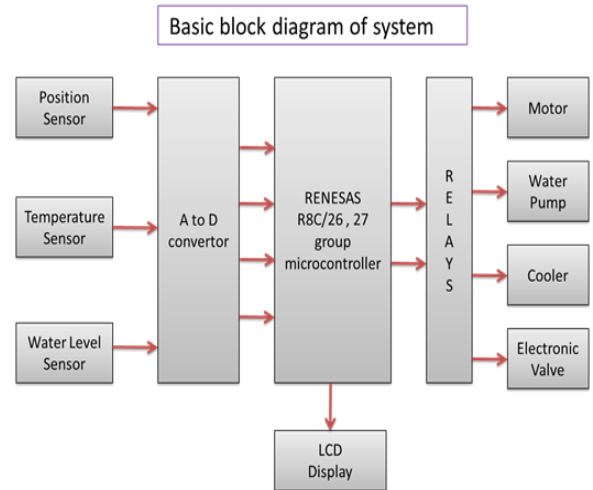 Basic block diagram of system
Position
Sensor
Temperature
Sensor
Water Level
Sensor
A to D
convertor
RENESAS
R8C/26 , 27
group
microcontroller
LCD
Display
R
E
L
A
Y
S
Motor
Water
Pump
Cooler
Electronic
Valve